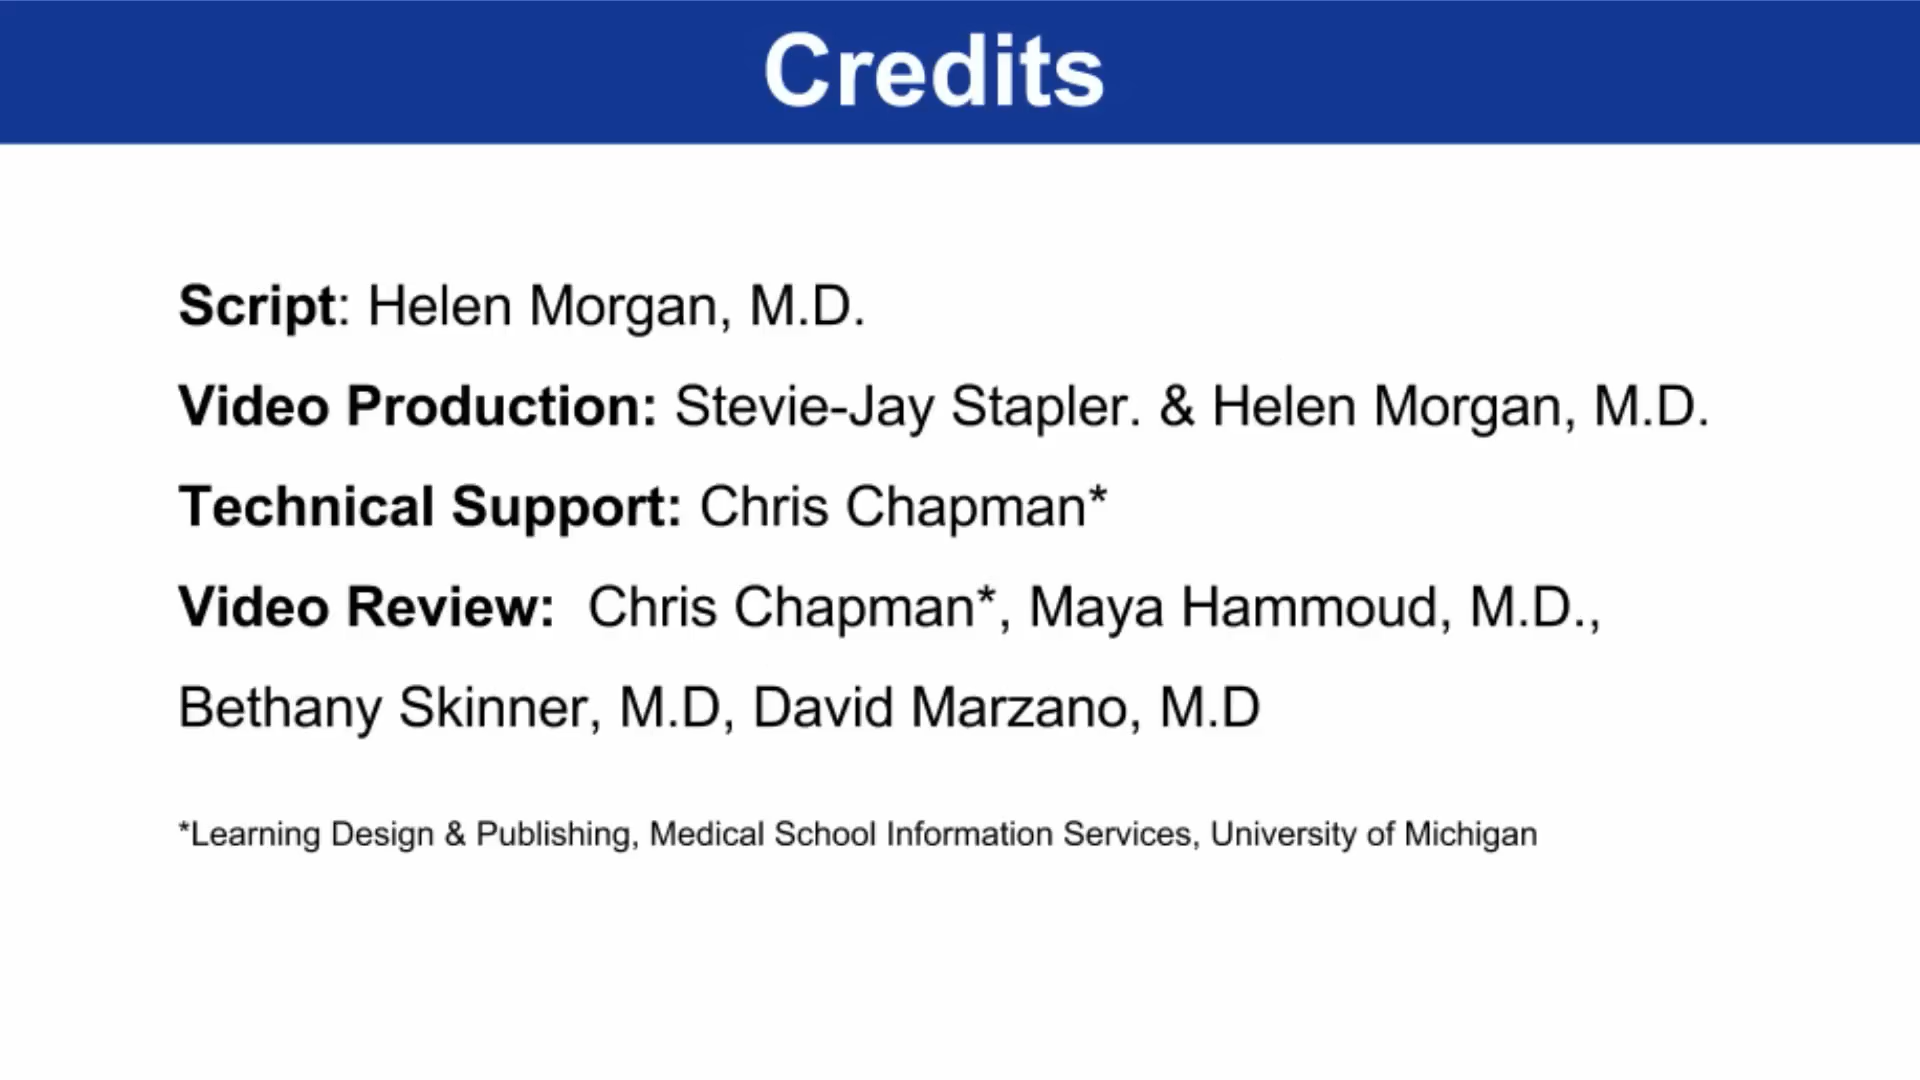 Credits
Script: Helen Morgan, M.D.
Video Production: Stevie-Jay Stapler. & Helen Morgan, M.D.
Technical Support: Chris Chapman*
Video Review:  Chris Chapman*, Maya Hammoud, M.D.,
Bethany Skinner, M.D, David Marzano, M.D
*Learning Design & Publishing, Medical School Information Services, University of Michigan